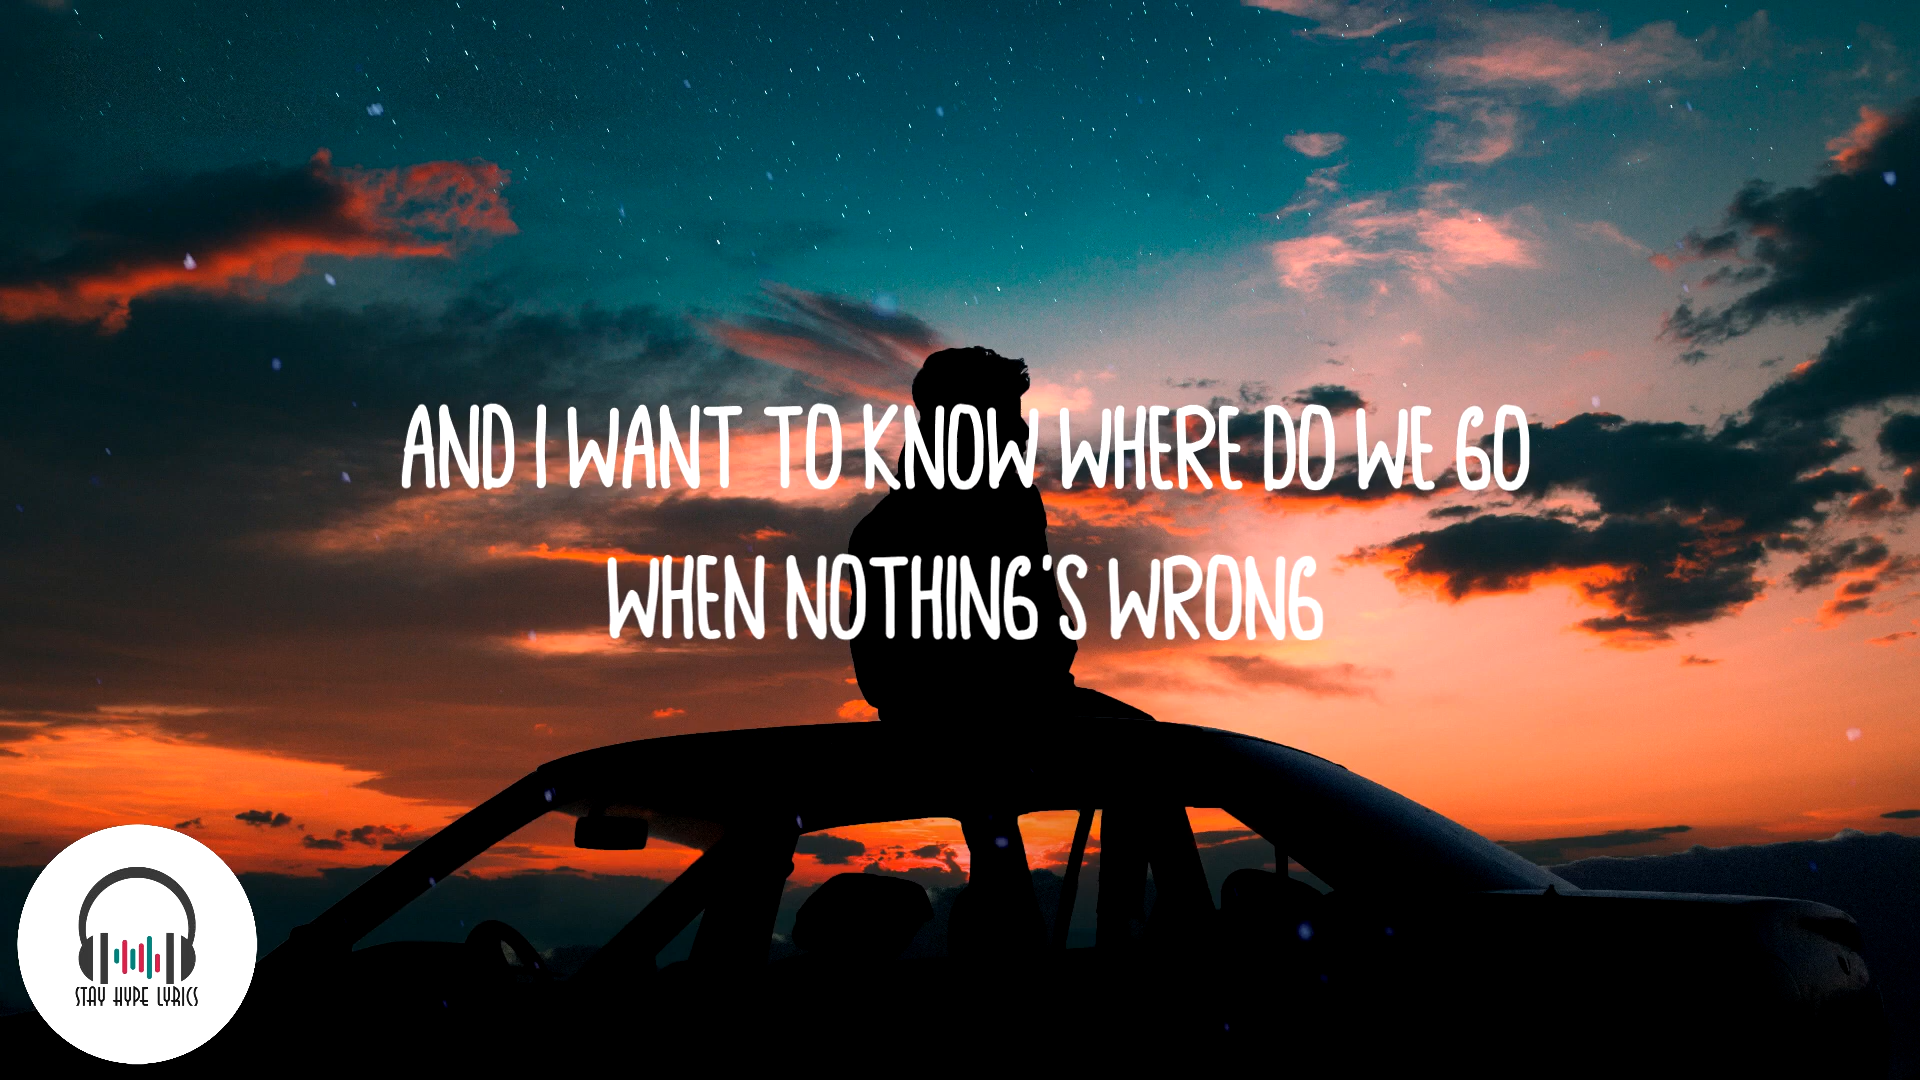 AND I WANT TO KNOW WHERE DO WE GO
WHEN NOTHING'S WRONG
STAY HYPE LYRICS